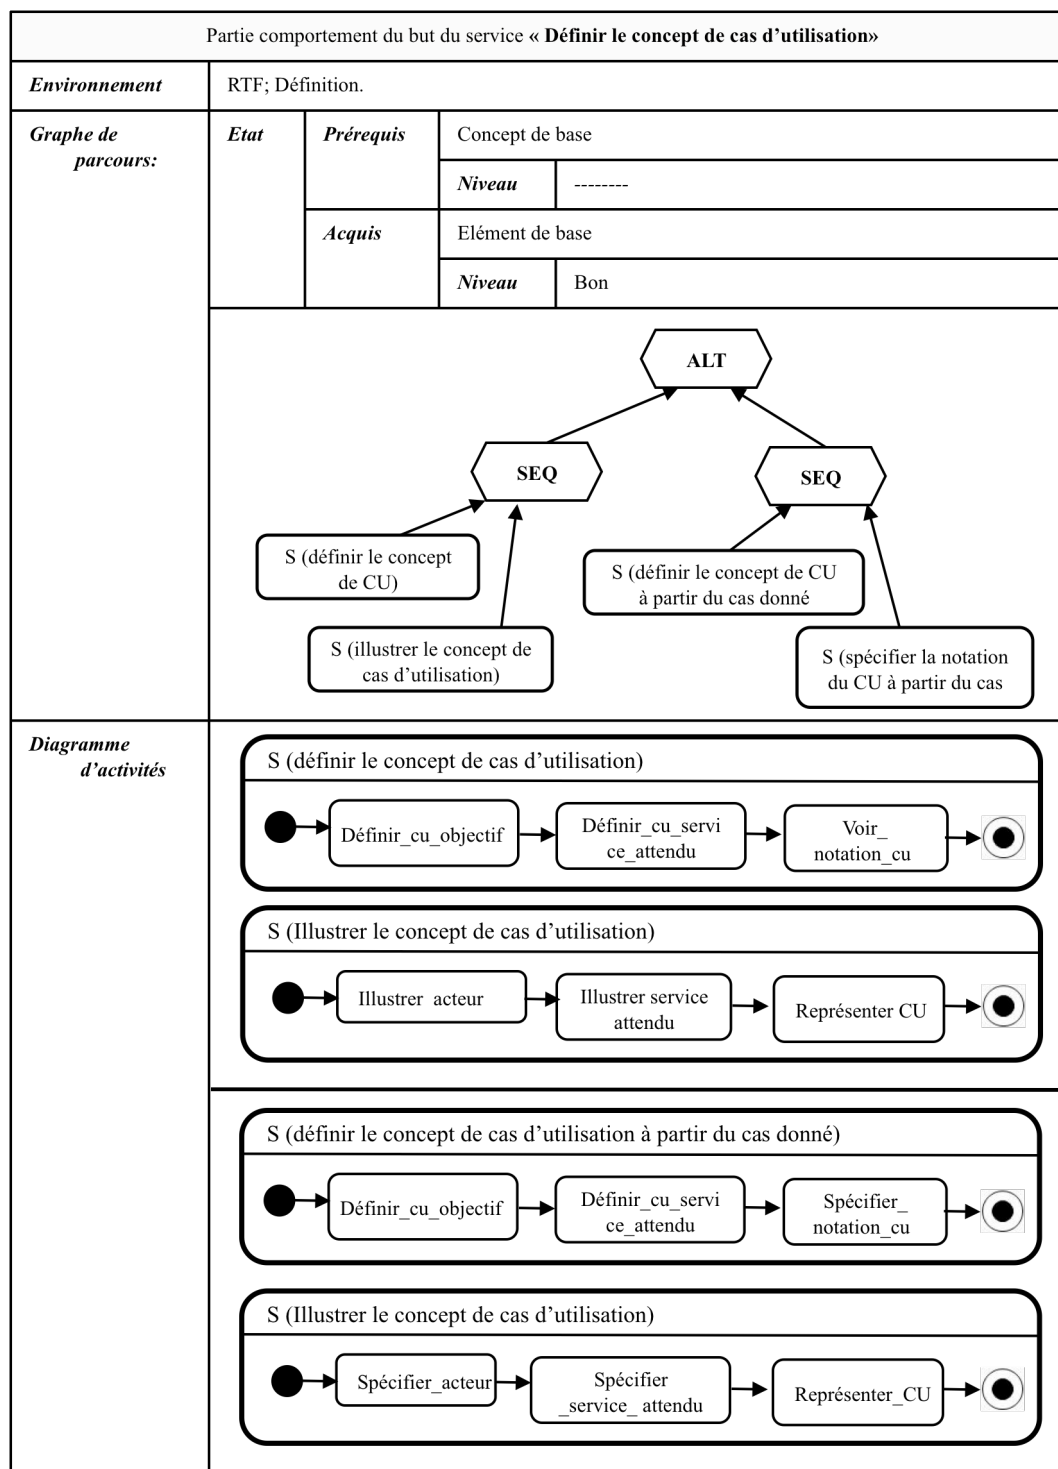 Partie comportement du but du service « Définir le concept de cas d’utilisation»
Environnement
RTF; Définition.
Graphe de
parcours:
Etat
Prérequis
Concept de base
Niveau
--------
Acquis
Elément de base
Niveau
Bon
ALT
SEQ
SEQ
S (définir le concept
de CU)
S (définir le concept de CU
à partir du cas donné
S (illustrer le concept de
cas d’utilisation)
S (spécifier la notation
du CU à partir du cas
Diagramme
d’activités
S (définir le concept de cas d’utilisation)
Définir_cu_objectif
Définir_cu_servi
ce_attendu
Voir_
notation_cu
S (Illustrer le concept de cas d’utilisation)
Illustrer acteur
Illustrer service
attendu
Représenter CU
S (définir le concept de cas d’utilisation à partir du cas donné)
Définir_cu_objectif
Définir_cu_servi
ce_attendu
Spécifier_
notation_cu
S (Illustrer le concept de cas d’utilisation)
Spécifier_acteur
Spécifier
_service_ attendu
Représenter_CU